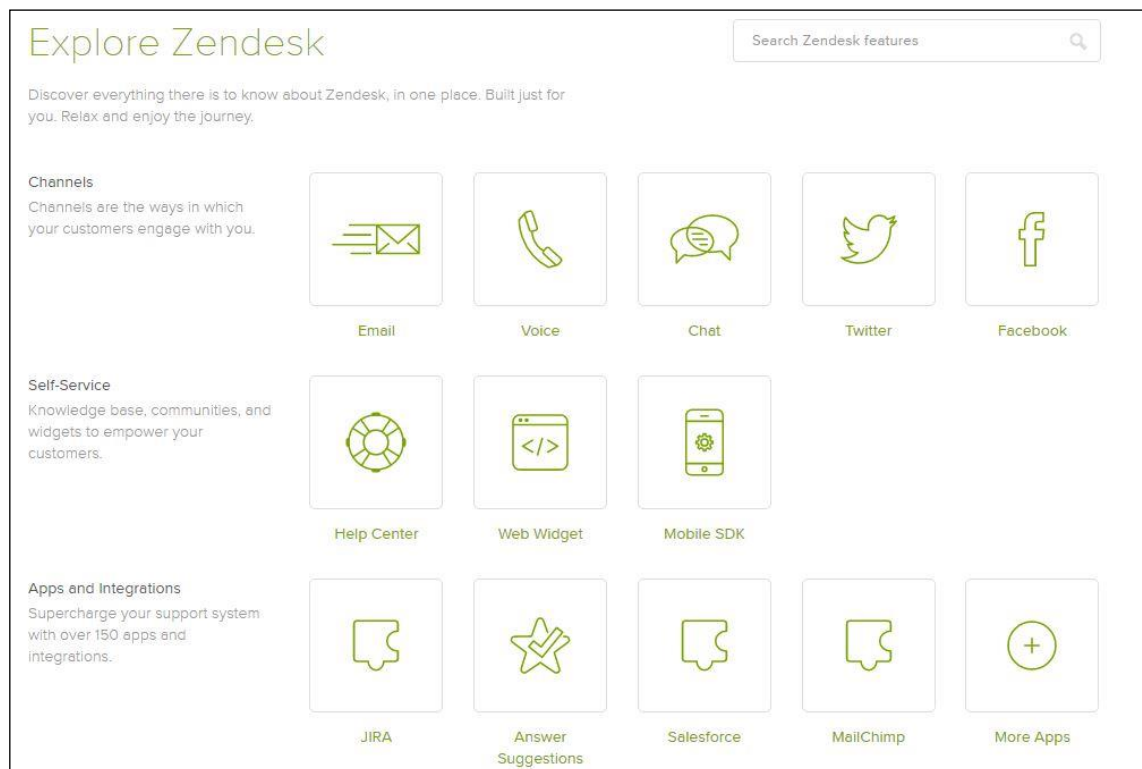 Explore Zendesk
Search Zendesk features
Discover everything there is to know about Zendesk, in one place. Built just for
you. Relax and enjoy the journey.
Channels
Channels are the ways in which
your customers engage with you.
Email
Voice
Chat
Twitter
Facebook
Self-Service
Knowledge base, communities, and
widgets to empower your
customers.
Help Center
Web Widget
Mobile SDK
Apps and Integrations
Supercharge your support system
with over 150 apps and
integrations.
JIRA
Answer
Suggestions
Salesforce
MailChimp
More Apps